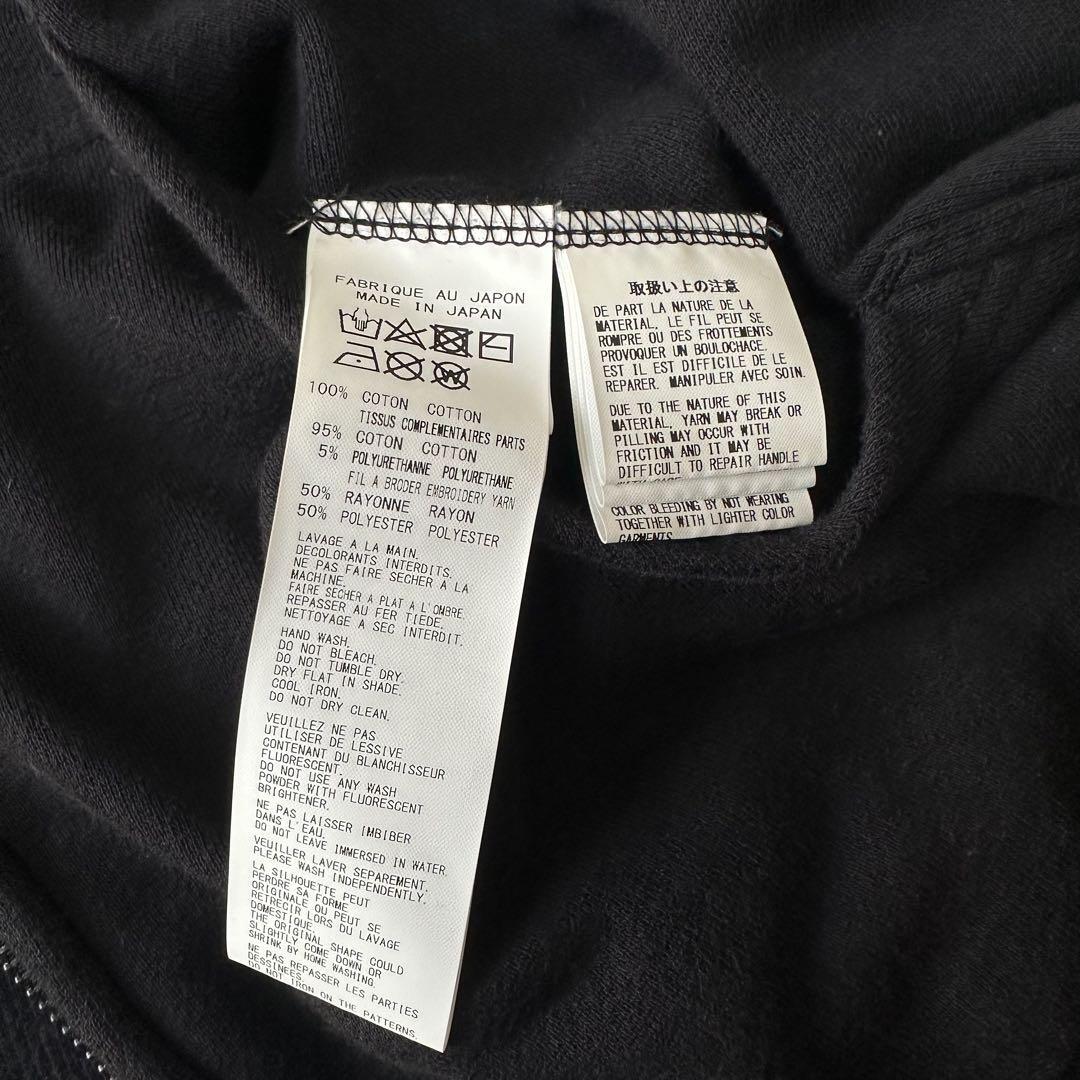 FABRIQUE AU JAPON
MADE IN JAPAN
100% COTON COTTON
TISSUS COMPLEMENTAIRES PARTS
95% COTON COTTON
5% POLYURETHANNE POLYURETHANE
FIL A BRODER EMBROIDERY YARN
50% RAYONNE RAYON
50% POLYESTER POLYESTER
LAVAGE A LA MAIN.
DECOLORANTS INTERDITS.
NE PAS FAIRE SECHER A LA
MACHINE.
FAIRE SECHER A PLAT A L'OMBRE.
REPASSER AU FER TIEDE.
NETTOYAGE A SEC INTERDIT.
HAND WASH.
DO NOT BLEACH.
DO NOT TUMBLE DRY.
DRY FLAT IN SHADE.
COOL IRON.
DO NOT DRY CLEAN.
VEUILLEZ NE PAS
UTILISER DE LESSIVE
CONTENANT DU BLANCHISSEUR
FLUORESCENT.
DO NOT USE ANY WASH
POWDER WITH FLUORESCENT
BRIGHTENER.
NE PAS LAISSER IMBIBER
DANS L'EAU.
DO NOT LEAVE IMMERSED IN WATER.
VEUILLER LAVER SEPAREMENT.
PLEASE WASH INDEPENDENTLY.
LA SILHOUETTE PEUT
PERDRE SA FORME
ORIGINALE OU PEUT SE
RETRECIR LORS DU LAVAGE
DOMESTIQUE.
THE ORIGINAL SHAPE COULD
SLIGHTLY COME DOWN OR
SHRINK BY HOME WASHING.
NE PAS REPASSER LES PARTIES
DESSINEES.
DO NOT IRON ON THE PATTERNS.
取扱い上の注意
DE PART LA NATURE DE LA
MATERIAL, LE FIL PEUT SE
ROMPRE OU DES FROTTEMENTS
PROVOQUER UN BOULOCHAGE.
EST IL EST DIFFICILE DE LE
REPARER. MANIPULER AVEC SOIN.
DUE TO THE NATURE OF THIS
MATERIAL, YARN MAY BREAK OR
PILLING MAY OCCUR WITH
FRICTION AND IT MAY BE
DIFFICULT TO REPAIR HANDLE
COLOR BLEEDING BY NOT WEARING
TOGETHER WITH LIGHTER COLOR
GARMENTS